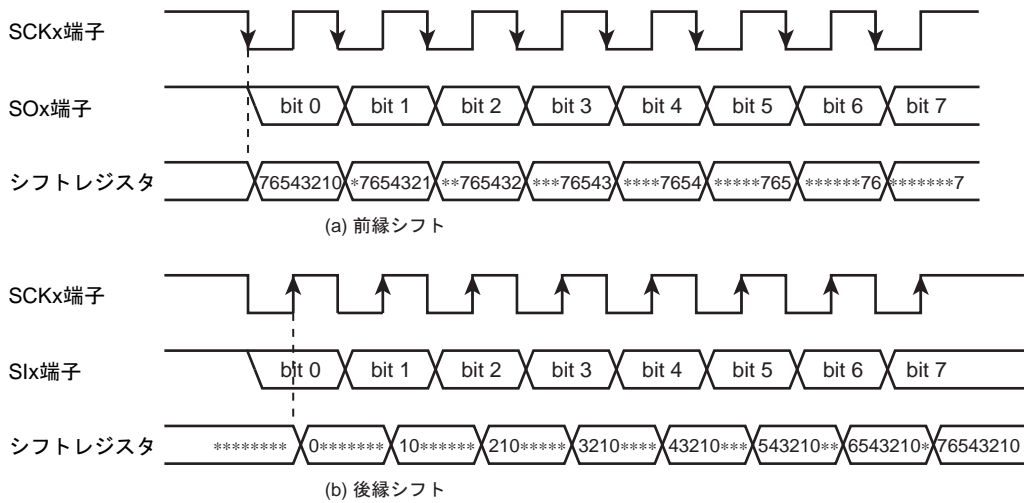 SCKx端子
SOx端子 bit 0 bit 1 bit 2 bit 3 bit 4 bit 5 bit 6 bit 7
シフトレジスタ 76543210 *7654321 **765432 ***76543 ****7654 *****765 ******76 *******7
(a) 前縁シフト
SCKx端子
SIx端子 bit 0 bit 1 bit 2 bit 3 bit 4 bit 5 bit 6 bit 7
シフトレジスタ ******** 0******* 10****** 210***** 3210**** 43210*** 543210** 6543210* 76543210
(b) 後縁シフト